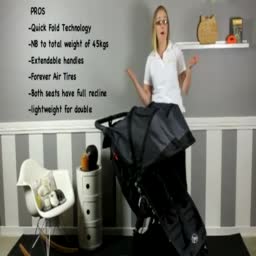 PROS
-Quick Fold Technology
-NB to total weight of 45kgs
-Extendable handles
-Forever Air Tires
-Both seats have full recline
-lightweight for double